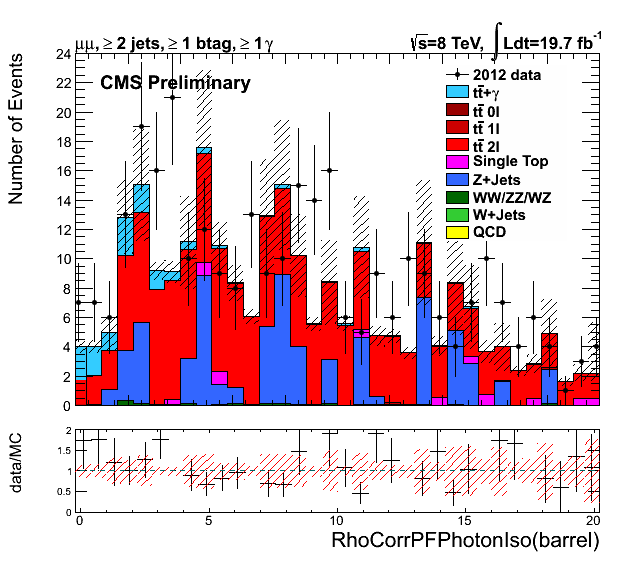 μμ, ≥ 2 jets, ≥ 1 btag, ≥ 1 γ
√s=8 TeV, ∫ Ldt=19.7 fb⁻¹
CMS Preliminary
Number of Events
24
22
20
18
16
14
12
10
8
6
4
2
0
2012 data
tt̄+γ
tt̄ 0l
tt̄ 1l
tt̄ 2l
Single Top
Z+Jets
WW/ZZ/WZ
W+Jets
QCD
data/MC
2
1.5
1
0.5
0
0 5 10 15 20
RhoCorrPFPhotonIso(barrel)